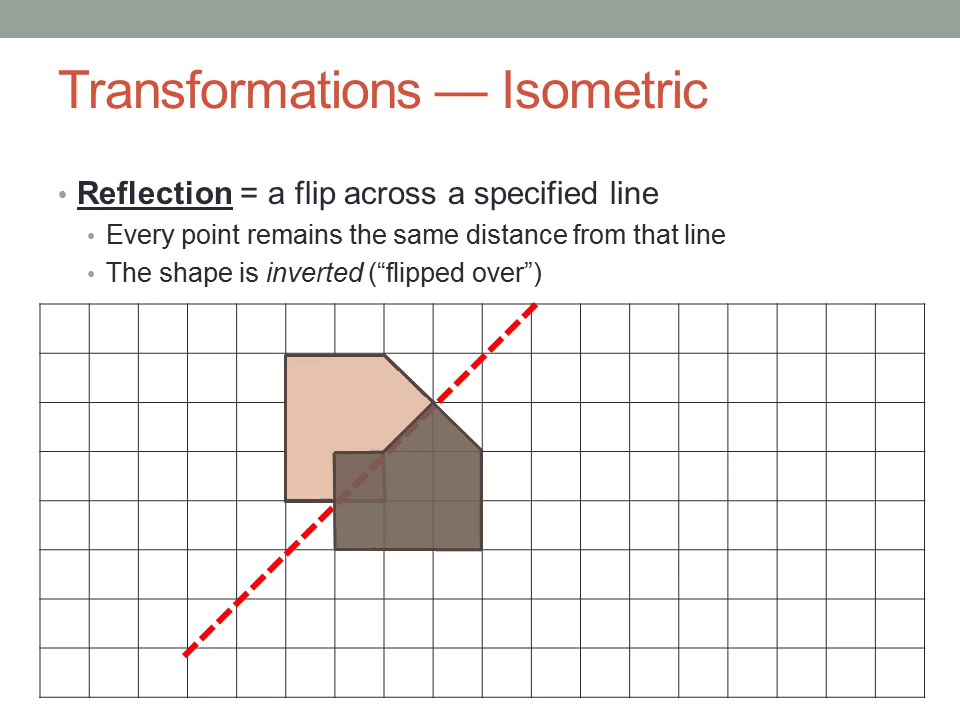 Transformations — Isometric
• Reflection = a flip across a specified line
• Every point remains the same distance from that line
• The shape is inverted (“flipped over”)